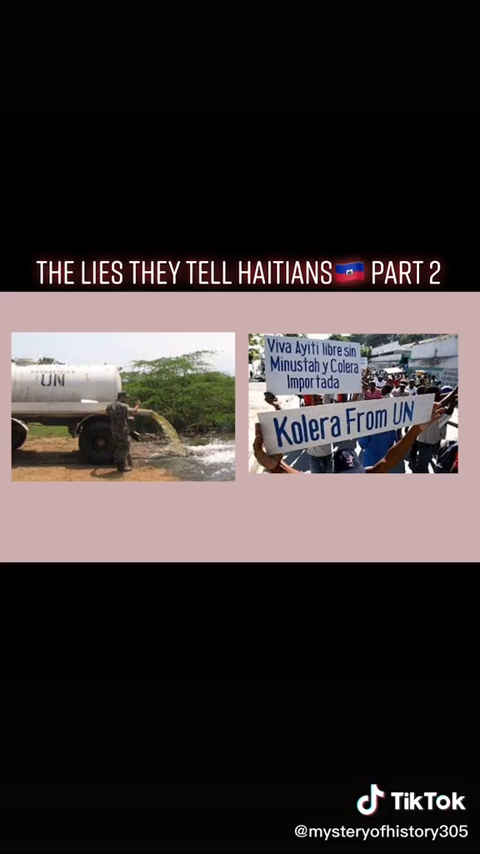 THE LIES THEY TELL HAITIANS🇭🇹 PART 2
UN
Viva Ayiti libre sin
Minustah y Colera
Importada
Kolera From UN
TikTok
@mysteryofhistory305